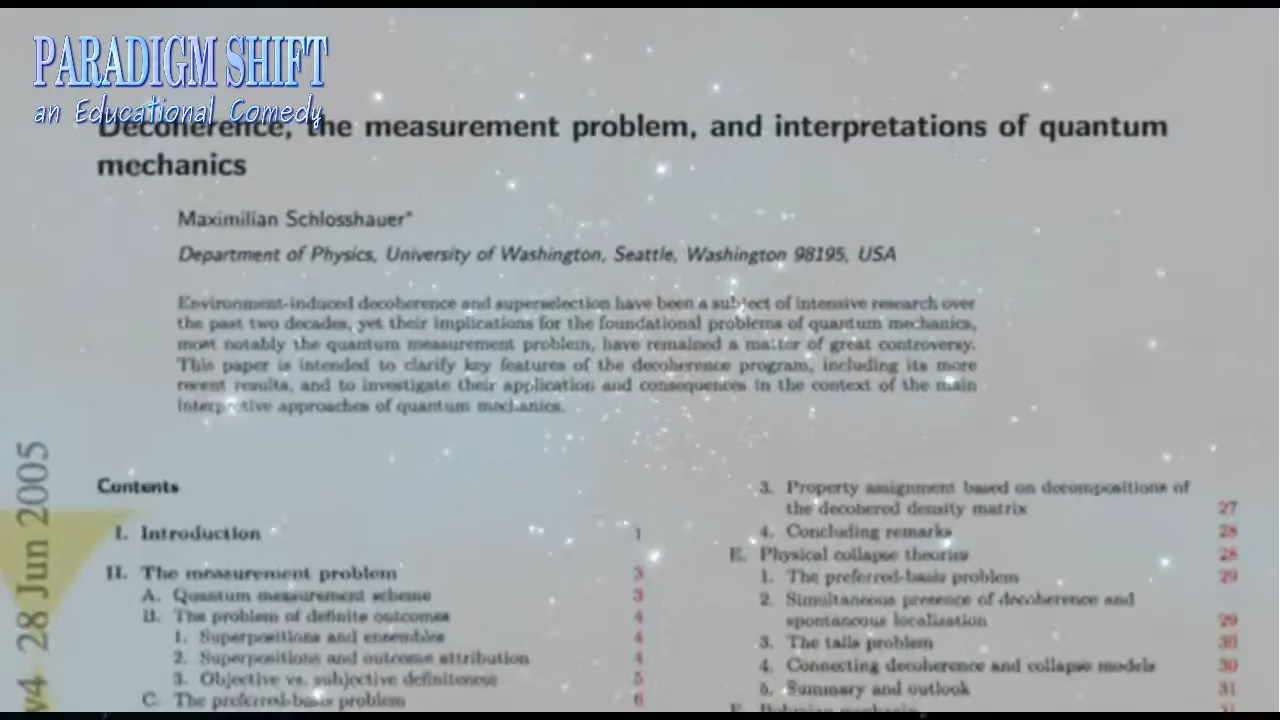 PARADIGM SHIFT
an Educational Comedy
Decoherence, the measurement problem, and interpretations of quantum
mechanics
Maximilian Schlosshauer*
Department of Physics, University of Washington, Seattle, Washington 98195, USA
Environment-induced decoherence and superselection have been a subject of intensive research over
the past two decades, yet their implications for the foundational problems of quantum mechanics,
most notably the quantum measurement problem, have remained a matter of great controversy.
This paper is intended to clarify key features of the decoherence program, including its more
recent results, and to investigate their application and consequences in the context of the main
interpretive approaches of quantum mechanics.
v4 28 Jun 2005
Contents
I. Introduction 1
II. The measurement problem 3
A. Quantum measurement scheme 3
B. The problem of definite outcomes 4
1. Superpositions and ensembles 4
2. Superpositions and outcome attribution 4
3. Objective vs. subjective definiteness 5
C. The preferred-basis problem 6
3. Property assignment based on decompositions of
the decohered density matrix 27
4. Concluding remarks 28
E. Physical collapse theories 28
1. The preferred-basis problem 29
2. Simultaneous presence of decoherence and
spontaneous localization 29
3. The tails problem 30
4. Connecting decoherence and collapse models 30
5. Summary and outlook 31
F. Bohmian mechanics 31